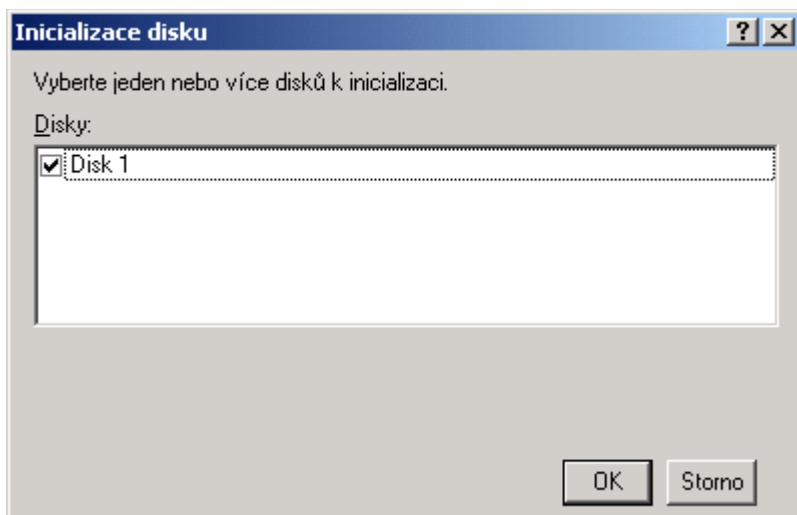 Inicializace disku
Vyberte jeden nebo více disků k inicializaci.
Disky:
Disk 1
OK Storno